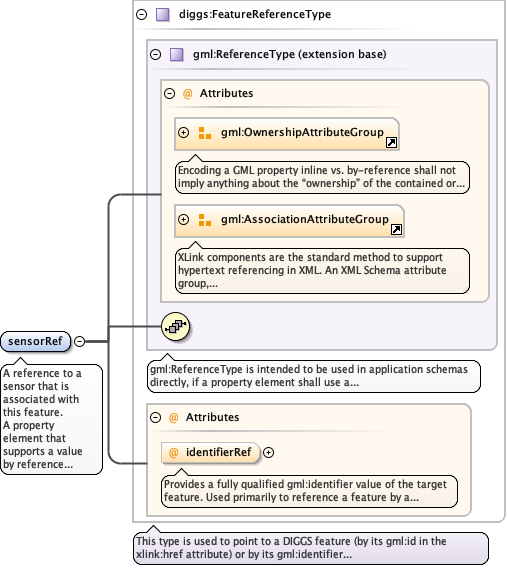 diggs:FeatureReferenceType
gml:ReferenceType (extension base)
@ Attributes
gml:OwnershipAttributeGroup
Encoding a GML property inline vs. by-reference shall not
imply anything about the “ownership” of the contained or...
gml:AssociationAttributeGroup
XLink components are the standard method to support
hypertext referencing in XML. An XML Schema attribute
group,...
sensorRef
A reference to a
sensor that is
associated with
this feature.
A property
element that
supports a value
by reference...
gml:ReferenceType is intended to be used in application schemas
directly, if a property element shall use a...
@ Attributes
@ identifierRef
Provides a fully qualified gml:identifier value of the target
feature. Used primarily to reference a feature by a...
This type is used to point to a DIGGS feature (by its gml:id in the
xlink:href attribute) or by its gml:identifier...